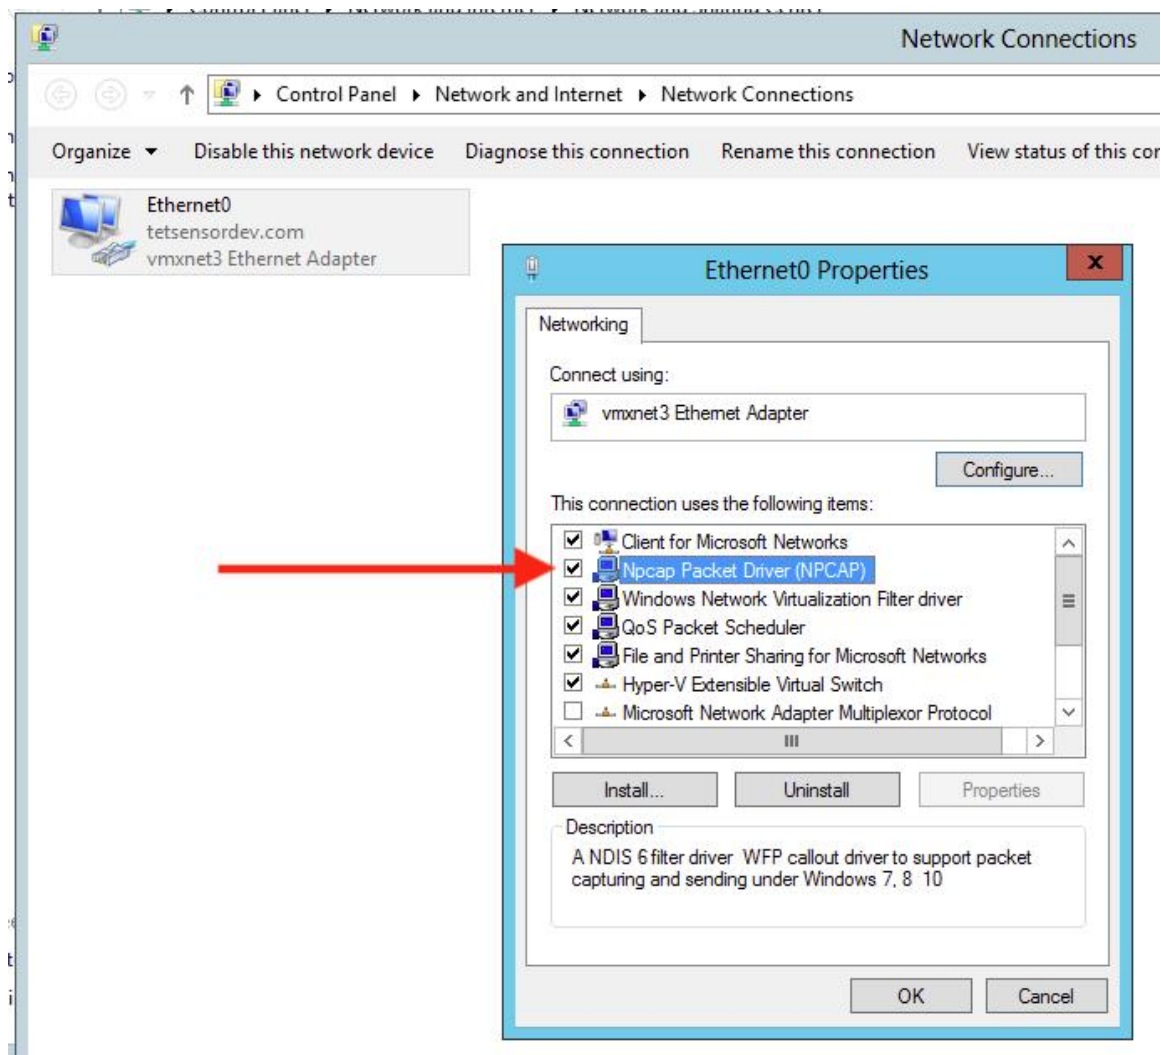 Network Connections
Control Panel Network and Internet Network Connections
Organize Disable this network device Diagnose this connection Rename this connection View status of this cor
Ethernet0
tetsensordev.com
vmxnet3 Ethernet Adapter
Ethernet0 Properties
x
Networking
Connect using:
vmxnet3 Ethernet Adapter
Configure...
This connection uses the following items:
Client for Microsoft Networks
Npcap Packet Driver (NPCAP)
Windows Network Virtualization Filter driver
QoS Packet Scheduler
File and Printer Sharing for Microsoft Networks
Hyper-V Extensible Virtual Switch
Microsoft Network Adapter Multiplexor Protocol
Install... Uninstall Properties
Description
A NDIS 6 filter driver WFP callout driver to support packet
capturing and sending under Windows 7, 8 10
OK Cancel